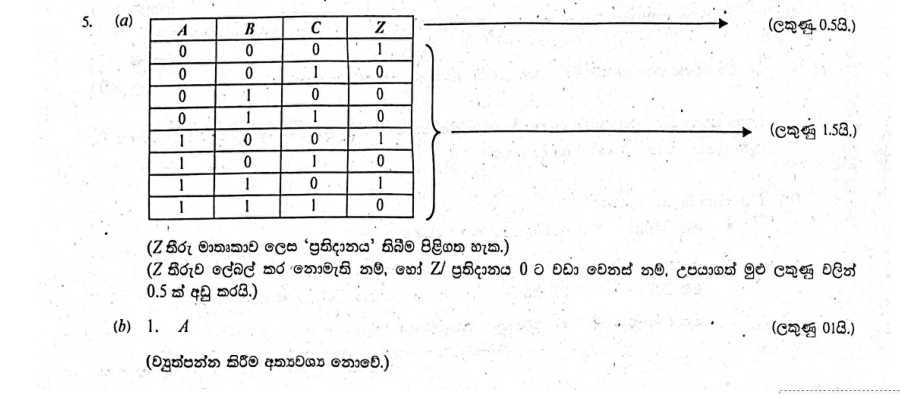 5. (a) A B C Z (ලකුණු 0.5යි.)
0 0 0 1
0 0 1 0
0 1 0 0
0 1 1 0
1 0 0 1 (ලකුණු 1.5යි.)
1 0 1 0
1 1 0 1
1 1 1 0
(Z තීරු මාතෘකාව ලෙස ‘ප්‍රතිදානය’ තිබීම පිළිගත හැක.)
(Z තීරුව ලේබල් කර නොමැති නම්, හෝ Z/ ප්‍රතිදානය 0 ට වඩා වෙනස් නම්, උපයාගත් මුළු ලකුණු වලින්
0.5 ක් අඩු කරයි.)
(b) 1. A (ලකුණු 01යි.)
(ව්‍යුත්පන්න කිරීම අත්‍යවශ්‍ය නොවේ.)